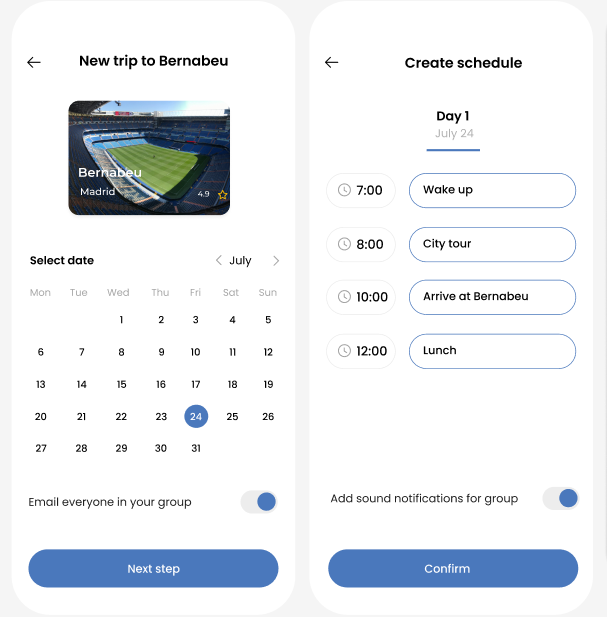 New trip to Bernabeu
Bernabeu
Madrid
4.9
Select date
July
Mon Tue Wed Thu Fri Sat Sun
1 2 3 4 5
6 7 8 9 10 11 12
13 14 15 16 17 18 19
20 21 22 23 24 25 26
27 28 29 30 31
Email everyone in your group
Next step
Create schedule
Day 1
July 24
7:00 Wake up
8:00 City tour
10:00 Arrive at Bernabeu
12:00 Lunch
Add sound notifications for group
Confirm